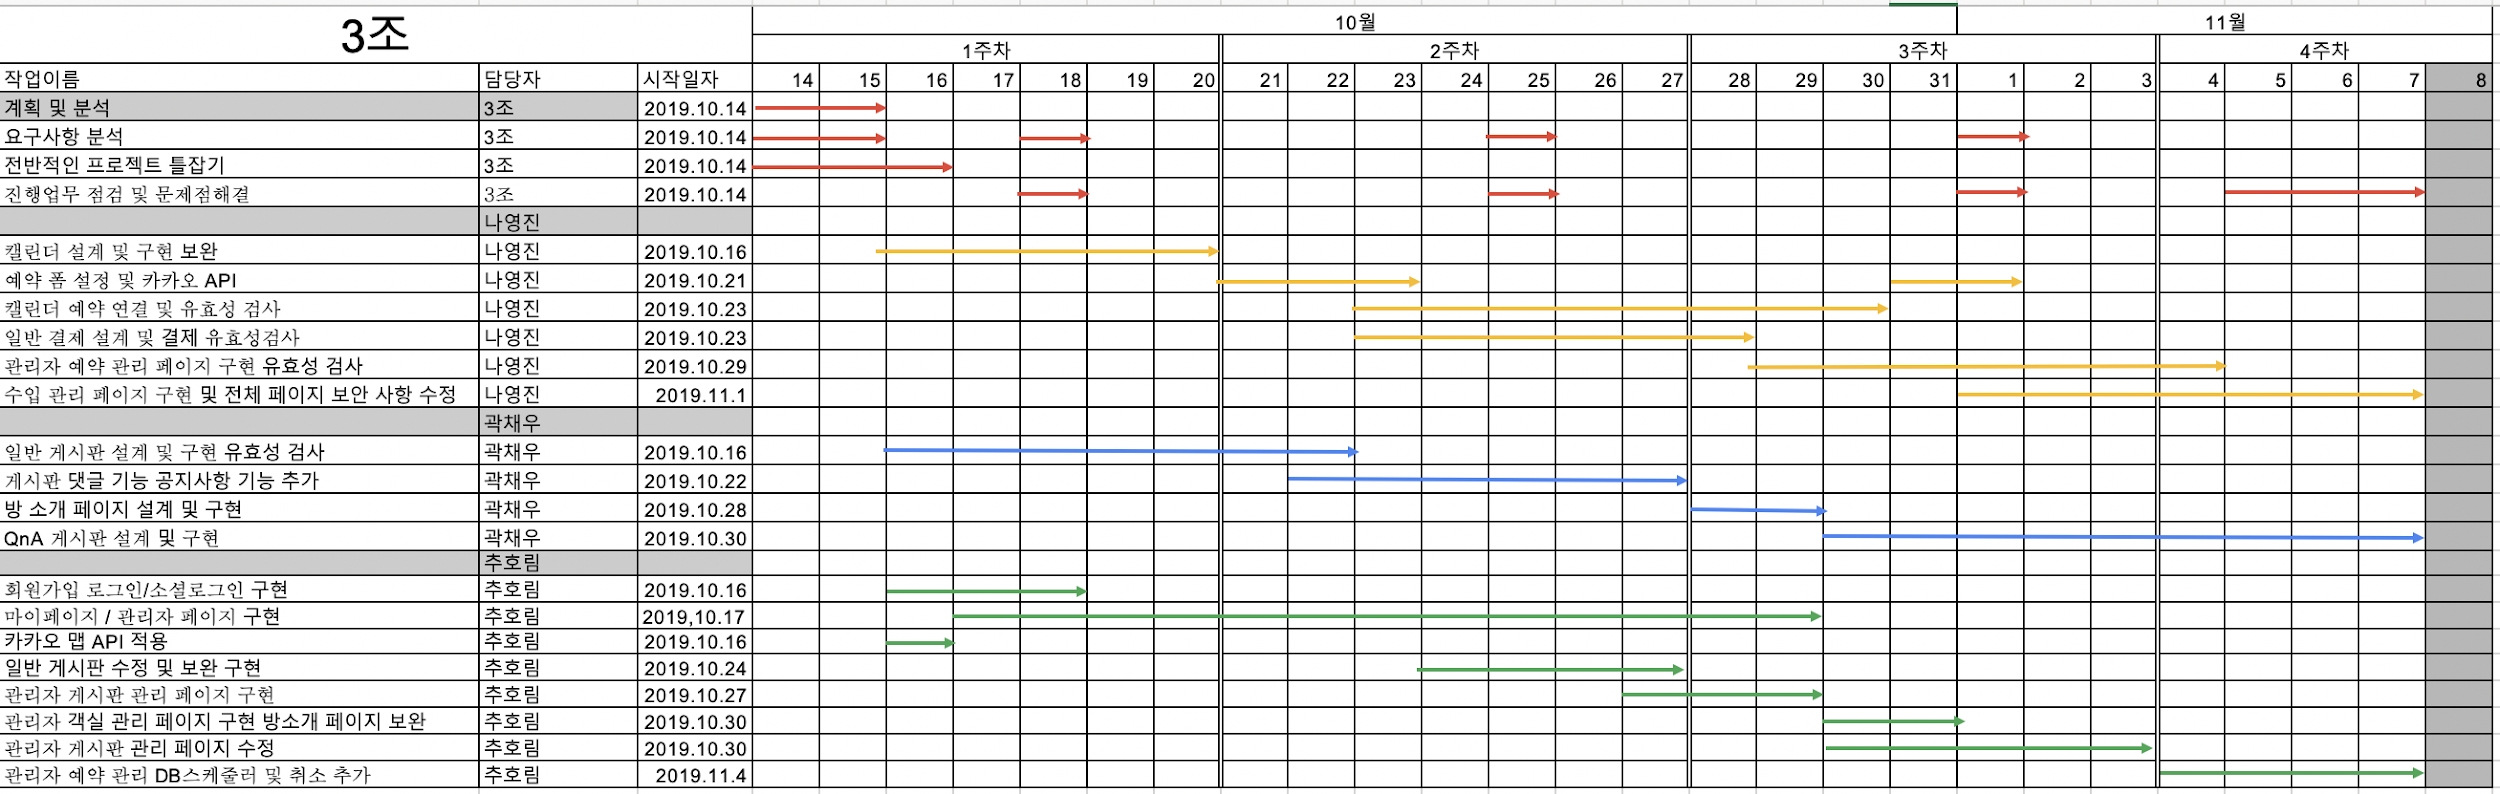 3조
10월 11월
1주차 2주차 3주차 4주차
작업이름 담당자 시작일자 14 15 16 17 18 19 20 21 22 23 24 25 26 27 28 29 30 31 1 2 3 4 5 6 7 8
계획 및 분석 3조 2019.10.14
요구사항 분석 3조 2019.10.14
전반적인 프로젝트 틀잡기 3조 2019.10.14
진행업무 점검 및 문제점해결 3조 2019.10.14
나영진
캘린더 설계 및 구현 보완 나영진 2019.10.16
예약 폼 설정 및 카카오 API 나영진 2019.10.21
캘린더 예약 연결 및 유효성 검사 나영진 2019.10.23
일반 결제 설계 및 결제 유효성검사 나영진 2019.10.23
관리자 예약 관리 페이지 구현 유효성 검사 나영진 2019.10.29
수입 관리 페이지 구현 및 전체 페이지 보안 사항 수정 나영진 2019.11.1
곽채우
일반 게시판 설계 및 구현 유효성 검사 곽채우 2019.10.16
게시판 댓글 기능 공지사항 기능 추가 곽채우 2019.10.22
방 소개 페이지 설계 및 구현 곽채우 2019.10.28
QnA 게시판 설계 및 구현 곽채우 2019.10.30
추호림
회원가입 로그인/소셜로그인 구현 추호림 2019.10.16
마이페이지 / 관리자 페이지 구현 추호림 2019,10.17
카카오 맵 API 적용 추호림 2019.10.16
일반 게시판 수정 및 보완 구현 추호림 2019.10.24
관리자 게시판 관리 페이지 구현 추호림 2019.10.27
관리자 객실 관리 페이지 구현 방소개 페이지 보완 추호림 2019.10.30
관리자 게시판 관리 페이지 수정 추호림 2019.10.30
관리자 예약 관리 DB스케줄러 및 취소 추가 추호림 2019.11.4